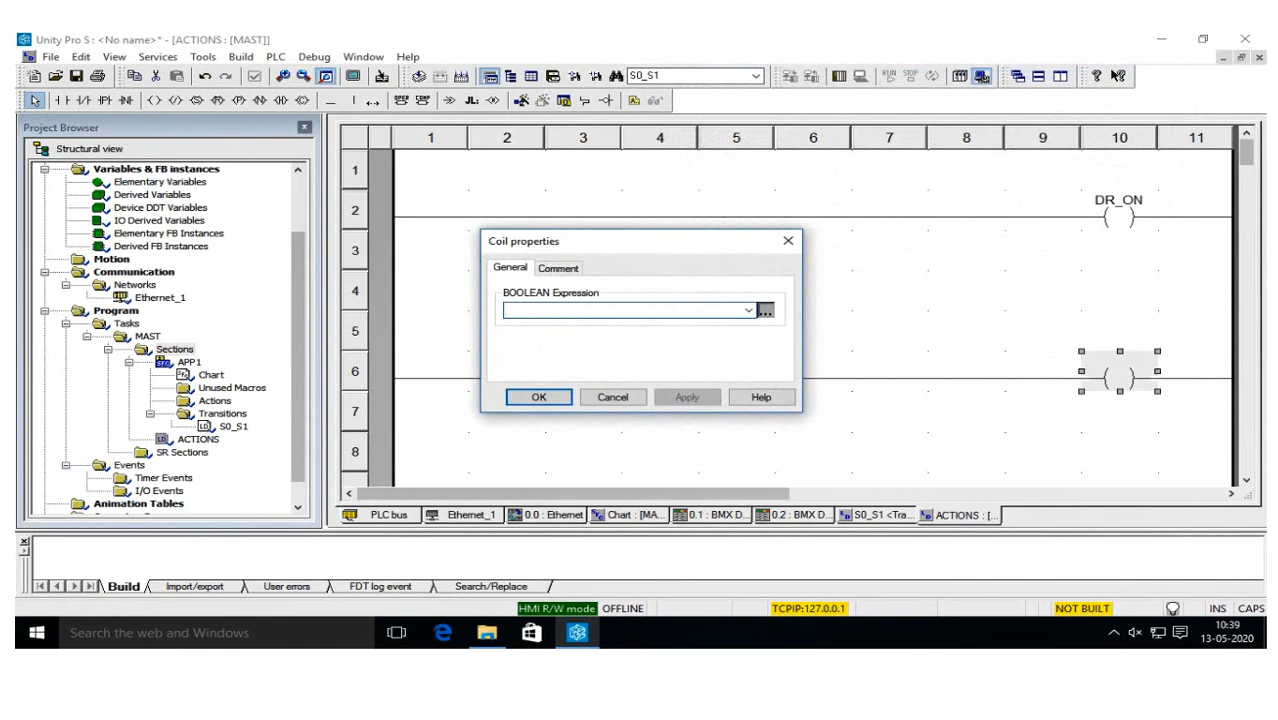 Unity Pro S : <No name>* - [ACTIONS : [MAST]]
File Edit View Services Tools Build PLC Debug Window Help
S0_S1
RUN STOP
JL:
Project Browser
Structural view
Variables & FB instances
Elementary Variables
Derived Variables
Device DDT Variables
IO Derived Variables
Elementary FB Instances
Derived FB Instances
Motion
Communication
Networks
Ethernet_1
Program
Tasks
MAST
Sections
APP1
Chart
Unused Macros
Actions
Transitions
S0_S1
ACTIONS
SR Sections
Events
Timer Events
I/O Events
Animation Tables
1 2 3 4 5 6 7 8 9 10 11
1
2
3
4
5
6
7
8
DR_ON
Coil properties
General Comment
BOOLEAN Expression
...
OK Cancel Apply Help
PLC bus Ethernet_1 0.0 : Ethernet Chart : [MA... 0.1 : BMX D... 0.2 : BMX D... S0_S1 <Tra... ACTIONS : [...
Build Import/export User errors FDT log event Search/Replace
HMI R/W mode OFFLINE TCPIP:127.0.0.1 NOT BUILT INS CAPS
Search the web and Windows
10:39
13-05-2020